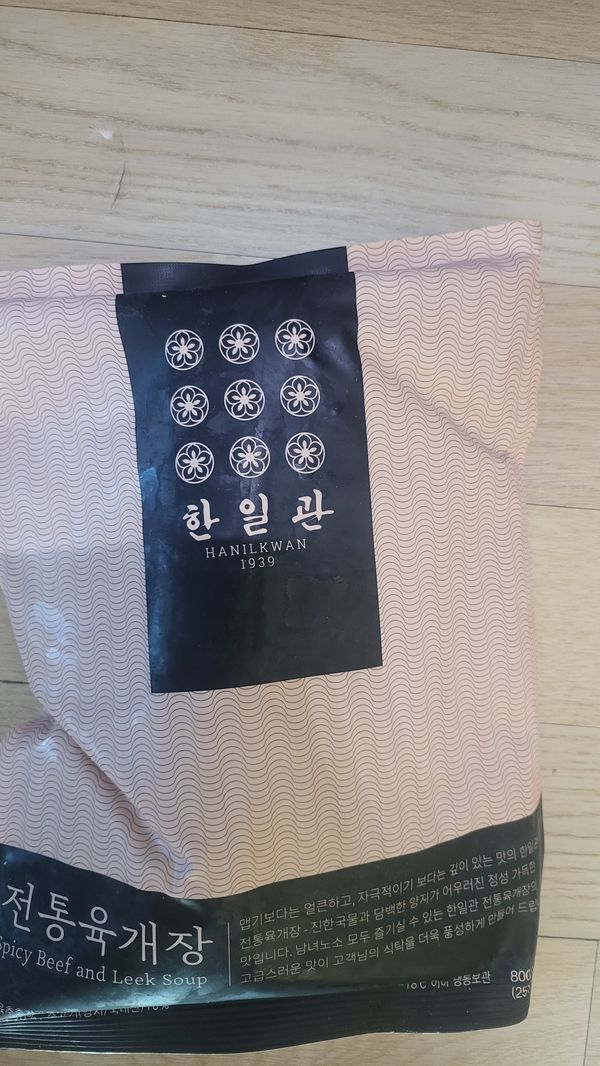 한일관
HANILKWAN
1939
전통육개장
Spicy Beef and Leek Soup
맵기보다는 얼큰하고, 자극적이기 보다는 깊이 있는 맛의 한일관
전통육개장 - 진한국물과 담백한 양지가 어우러진 정성 가득한
맛입니다. 남녀노소 모두 즐기실 수 있는 한일관 전통육개장의
고급스러운 맛이 고객님의 식탁을 더욱 풍성하게 만들어 드립니
-18℃ 이하 냉동보관
800
(25